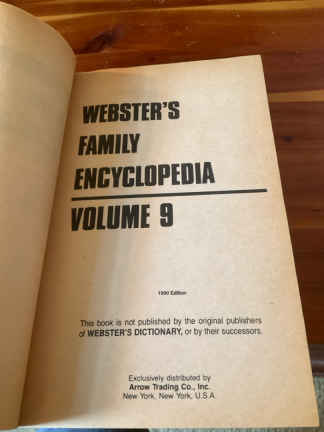 WEBSTER'S
FAMILY
ENCYCLOPEDIA
VOLUME 9
1990 Edition
This book is not published by the original publishers
of WEBSTER'S DICTIONARY, or by their successors.
Exclusively distributed by
Arrow Trading Co., Inc.
New York, New York, U.S.A.